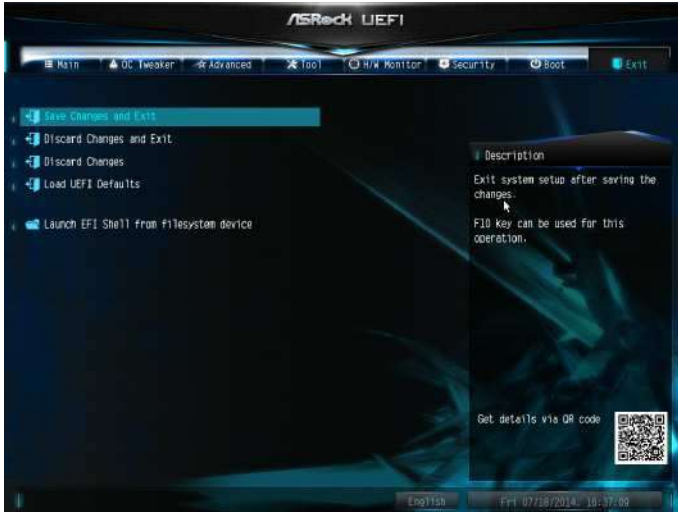 ASRock UEFI
Main OC Tweaker Advanced Tool H/W Monitor Security Boot Exit
Save Changes and Exit
Discard Changes and Exit
Discard Changes
Load UEFI Defaults
Launch EFI Shell from filesystem device
Description
Exit system setup after saving the
changes.
F10 key can be used for this
operation.
Get details via QR code
English Fri 07/18/2014, 16:37:09